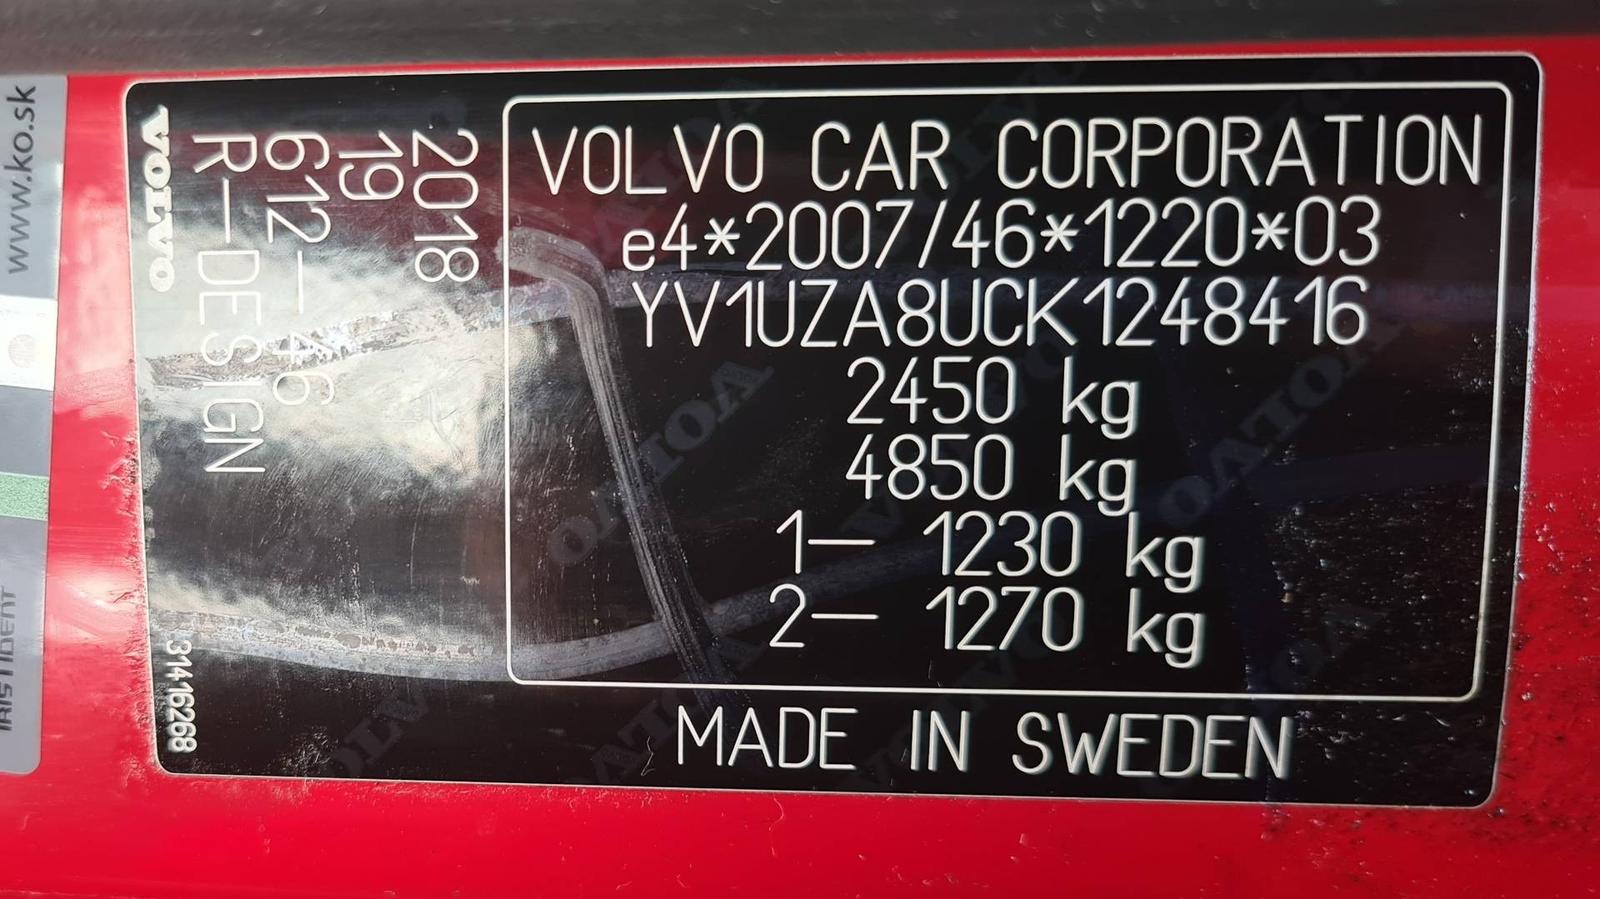 VOLVO CAR CORPORATION
e4*2007/46*1220*03
YV1UZA8UCK1248416
2450 kg
4850 kg
1— 1230 kg
2— 1270 kg
MADE IN SWEDEN
2018
19
612—46
R—DESIGN
VOLVO
31416268
www.ko.sk